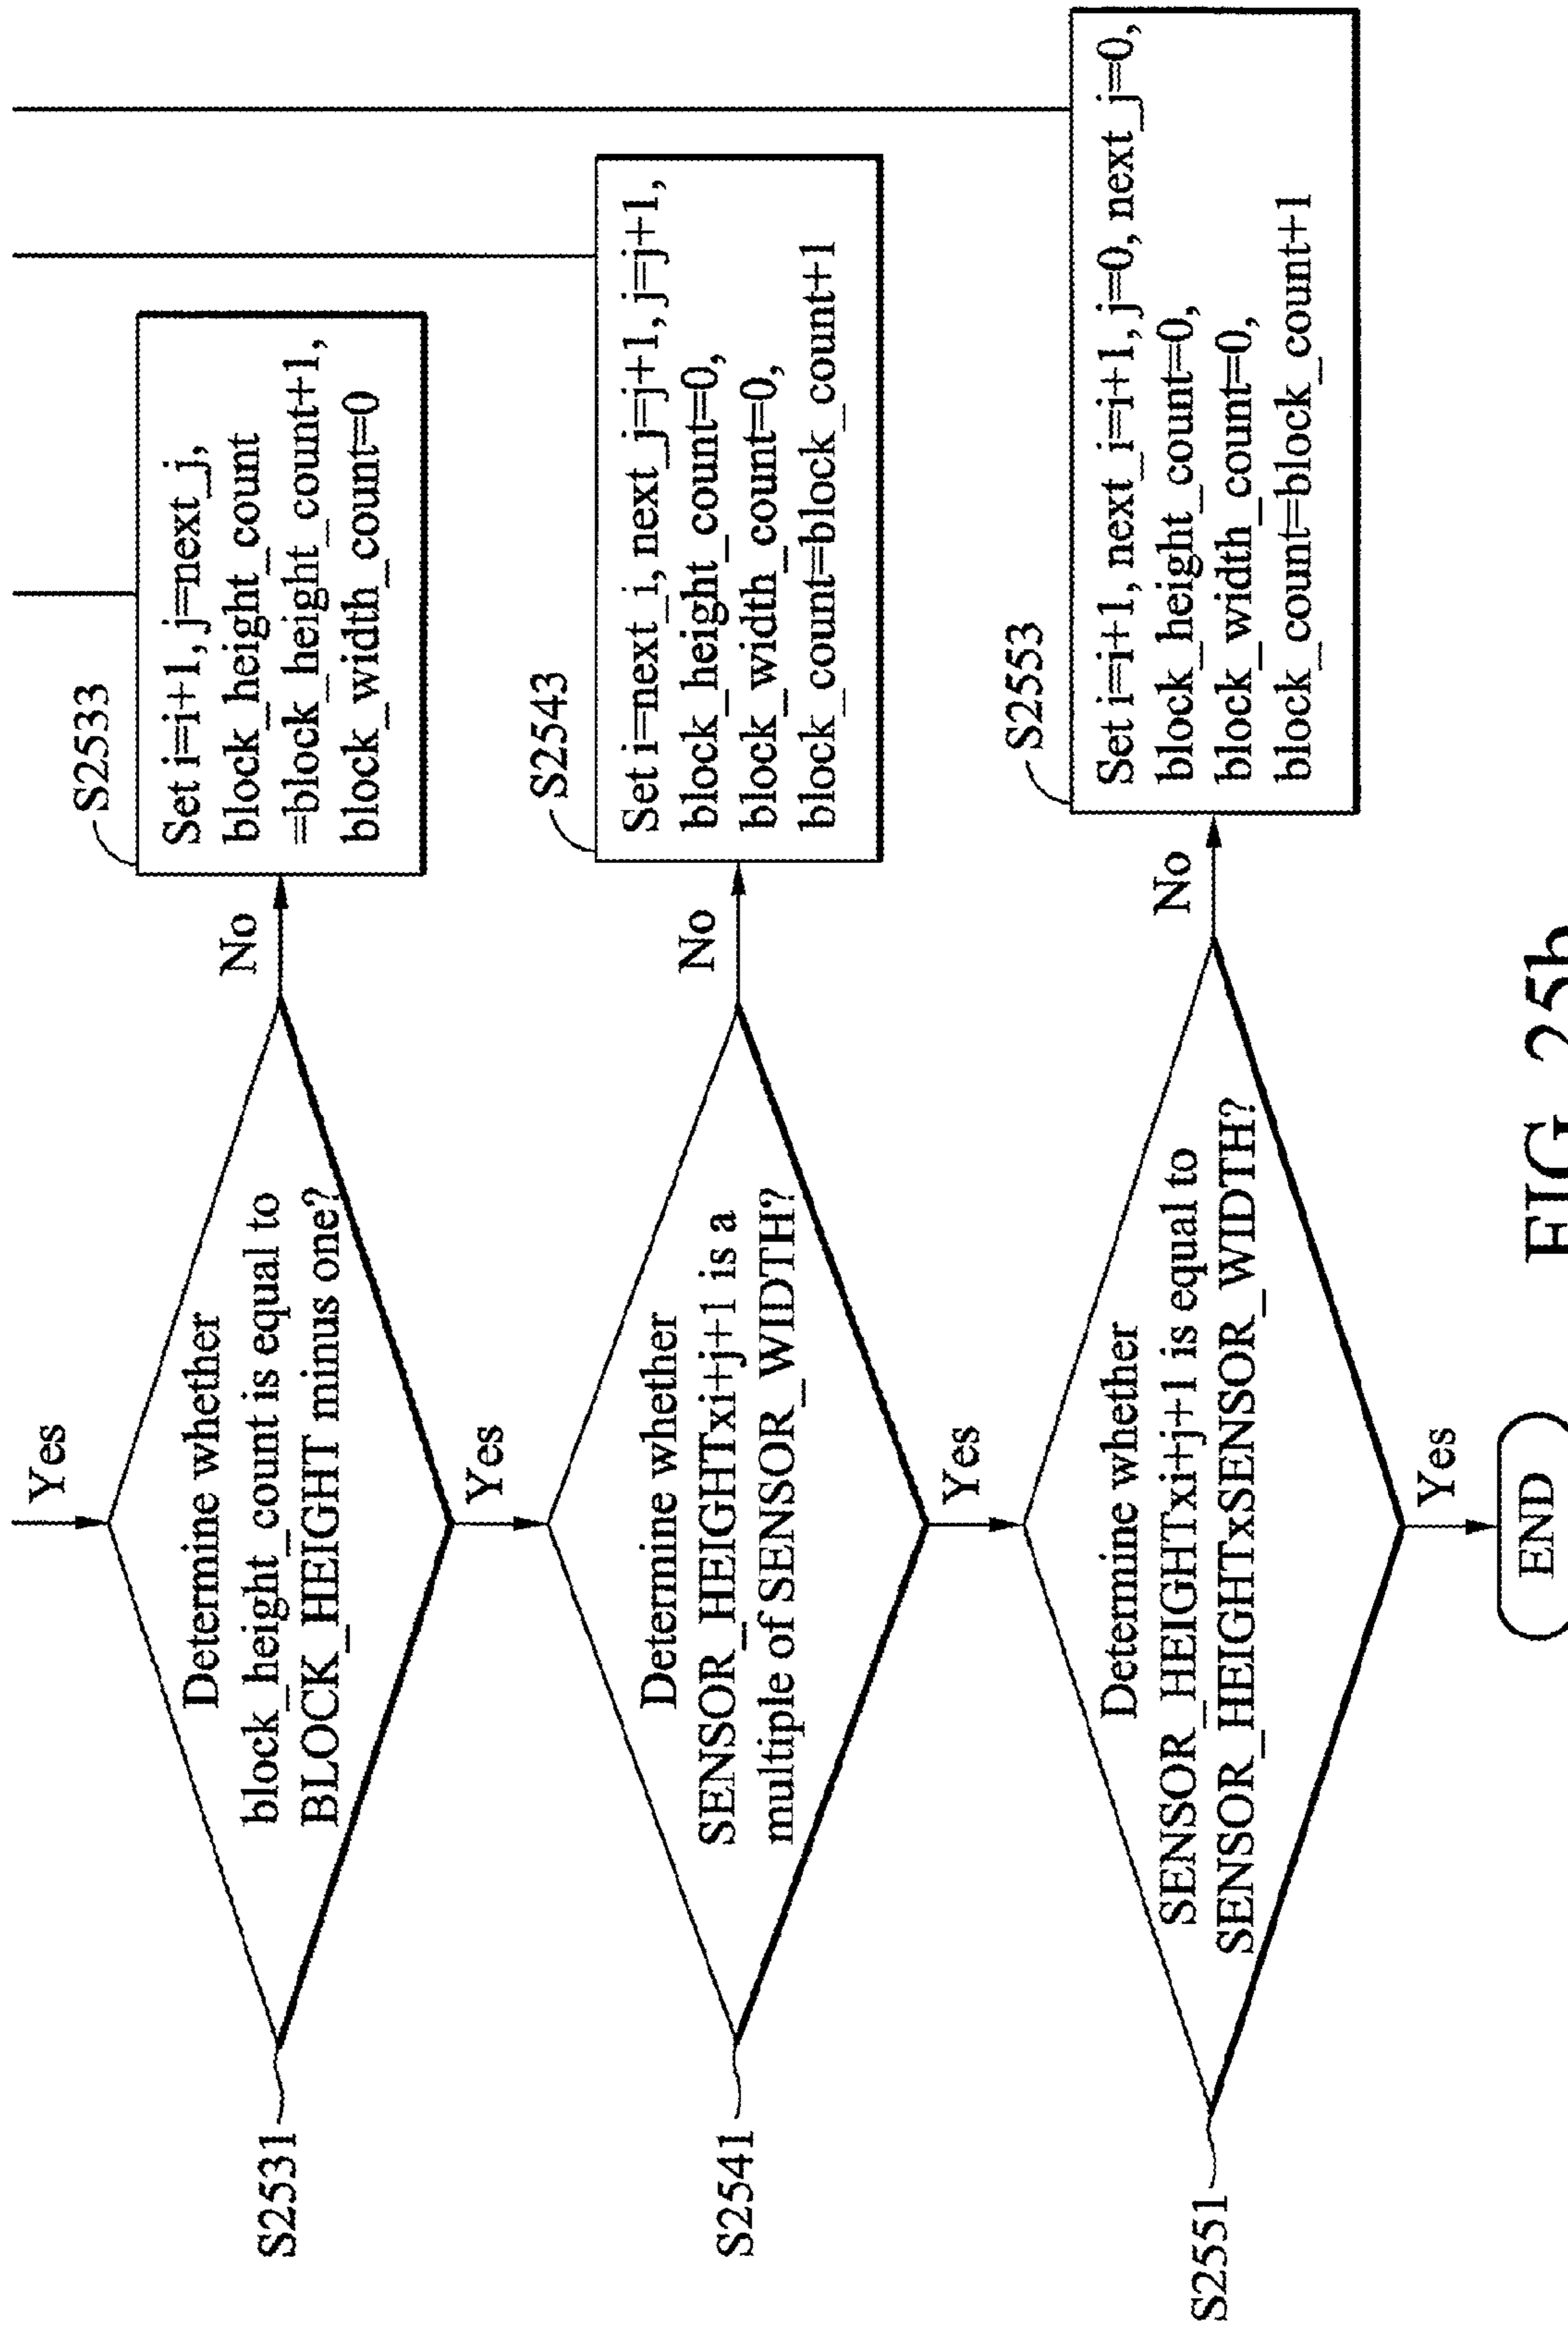 Yes
S2531
Determine whether
block_height_count is equal to
BLOCK_HEIGHT minus one?
No
S2533
Set i=i+1, j=next_j,
block_height_count
=block_height_count+1,
block_width_count=0
Yes
S2541
Determine whether
SENSOR_HEIGHTxi+j+1 is a
multiple of SENSOR_WIDTH?
No
S2543
Set i=next_i, next_j=j+1, j=j+1,
block_height_count=0,
block_width_count=0,
block_count=block_count+1
Yes
S2551
Determine whether
SENSOR_HEIGHTxi+j+1 is equal to
SENSOR_HEIGHTxSENSOR_WIDTH?
No
S2553
Set i=i+1, next_i=i+1, j=0, next_j=0,
block_height_count=0,
block_width_count=0,
block_count=block_count+1
Yes
END
FIG. 25b